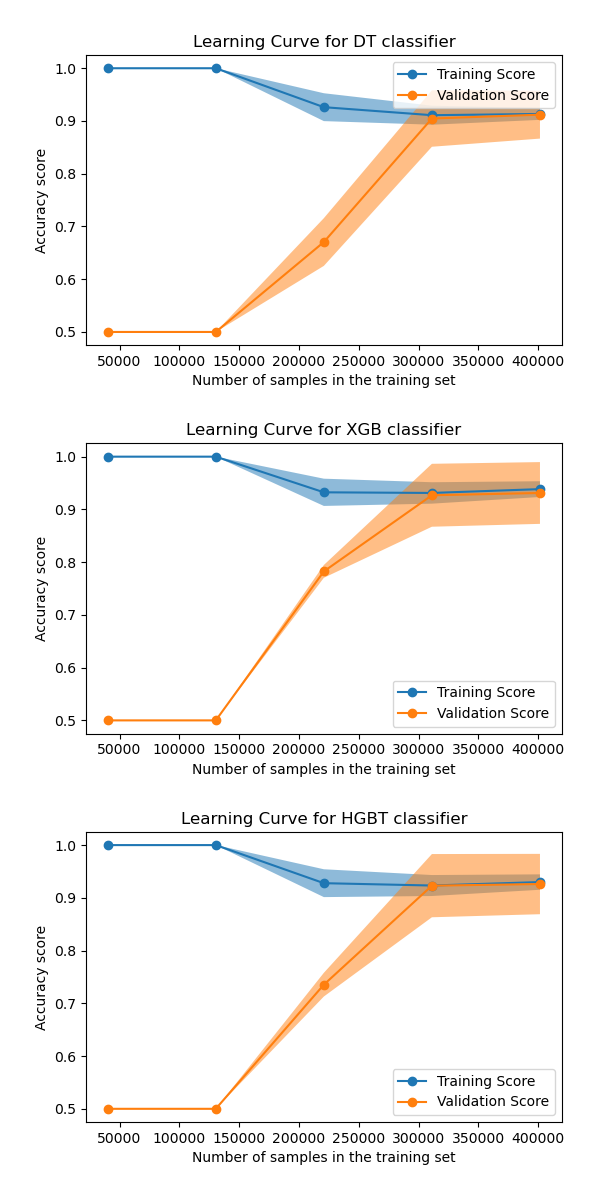 Learning Curve for DT classifier
Training Score
Validation Score
1.0
0.9
0.8
0.7
0.6
0.5
Accuracy score
50000 100000 150000 200000 250000 300000 350000 400000
Number of samples in the training set
Learning Curve for XGB classifier
1.0
0.9
0.8
0.7
0.6
0.5
Accuracy score
Training Score
Validation Score
50000 100000 150000 200000 250000 300000 350000 400000
Number of samples in the training set
Learning Curve for HGBT classifier
1.0
0.9
0.8
0.7
0.6
0.5
Accuracy score
Training Score
Validation Score
50000 100000 150000 200000 250000 300000 350000 400000
Number of samples in the training set